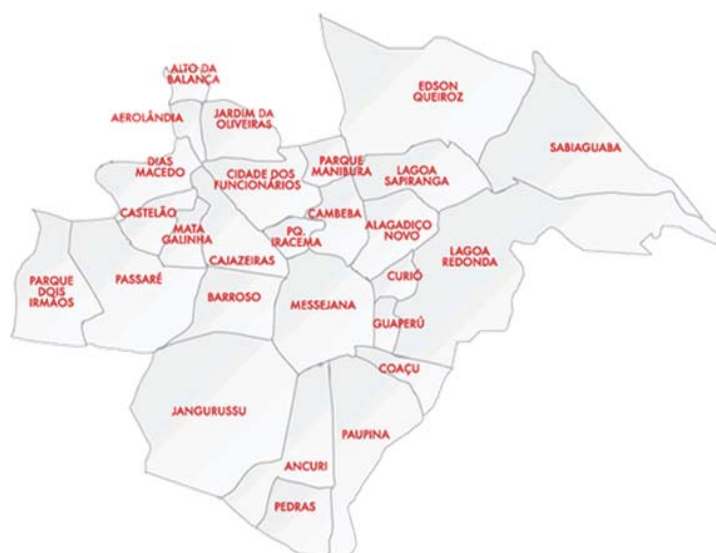 ALTO DA
BALANÇA
EDSON
QUEIROZ
AEROLÂNDIA
JARDIM DA
OLIVEIRAS
SABIAGUABA
DIAS
MACEDO
CIDADE DOS
FUNCIONÁRIOS
PARQUE
MANIBURA
LAGOA
SAPIRANGA
CASTELÃO
MATA
GALINHA
PQ.
IRACEMA
CAMBEBA
ALAGADIÇO
NOVO
CAJAZEIRAS
LAGOA
REDONDA
PARQUE
DOIS
IRMÃOS
PASSARÉ
BARROSO
MESSEJANA
CURIÓ
GUAPERÚ
COAÇU
JANGURUSSU
PAUPINA
ANCURI
PEDRAS